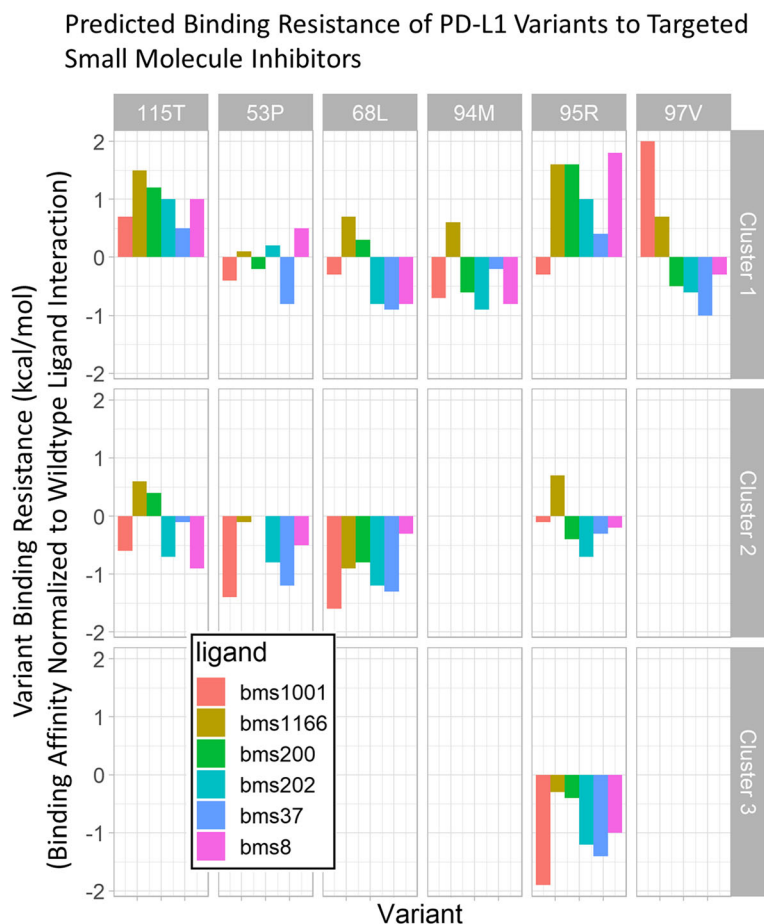 Predicted Binding Resistance of PD-L1 Variants to Targeted
Small Molecule Inhibitors
115T 53P 68L 94M 95R 97V
Variant Binding Resistance (kcal/mol)
(Binding Affinity Normalized to Wildtype Ligand Interaction)
2
1
0
-1
-2
Cluster 1
2
1
0
-1
-2
Cluster 2
2
1
0
-1
-2
Cluster 3
ligand
bms1001
bms1166
bms200
bms202
bms37
bms8
Variant